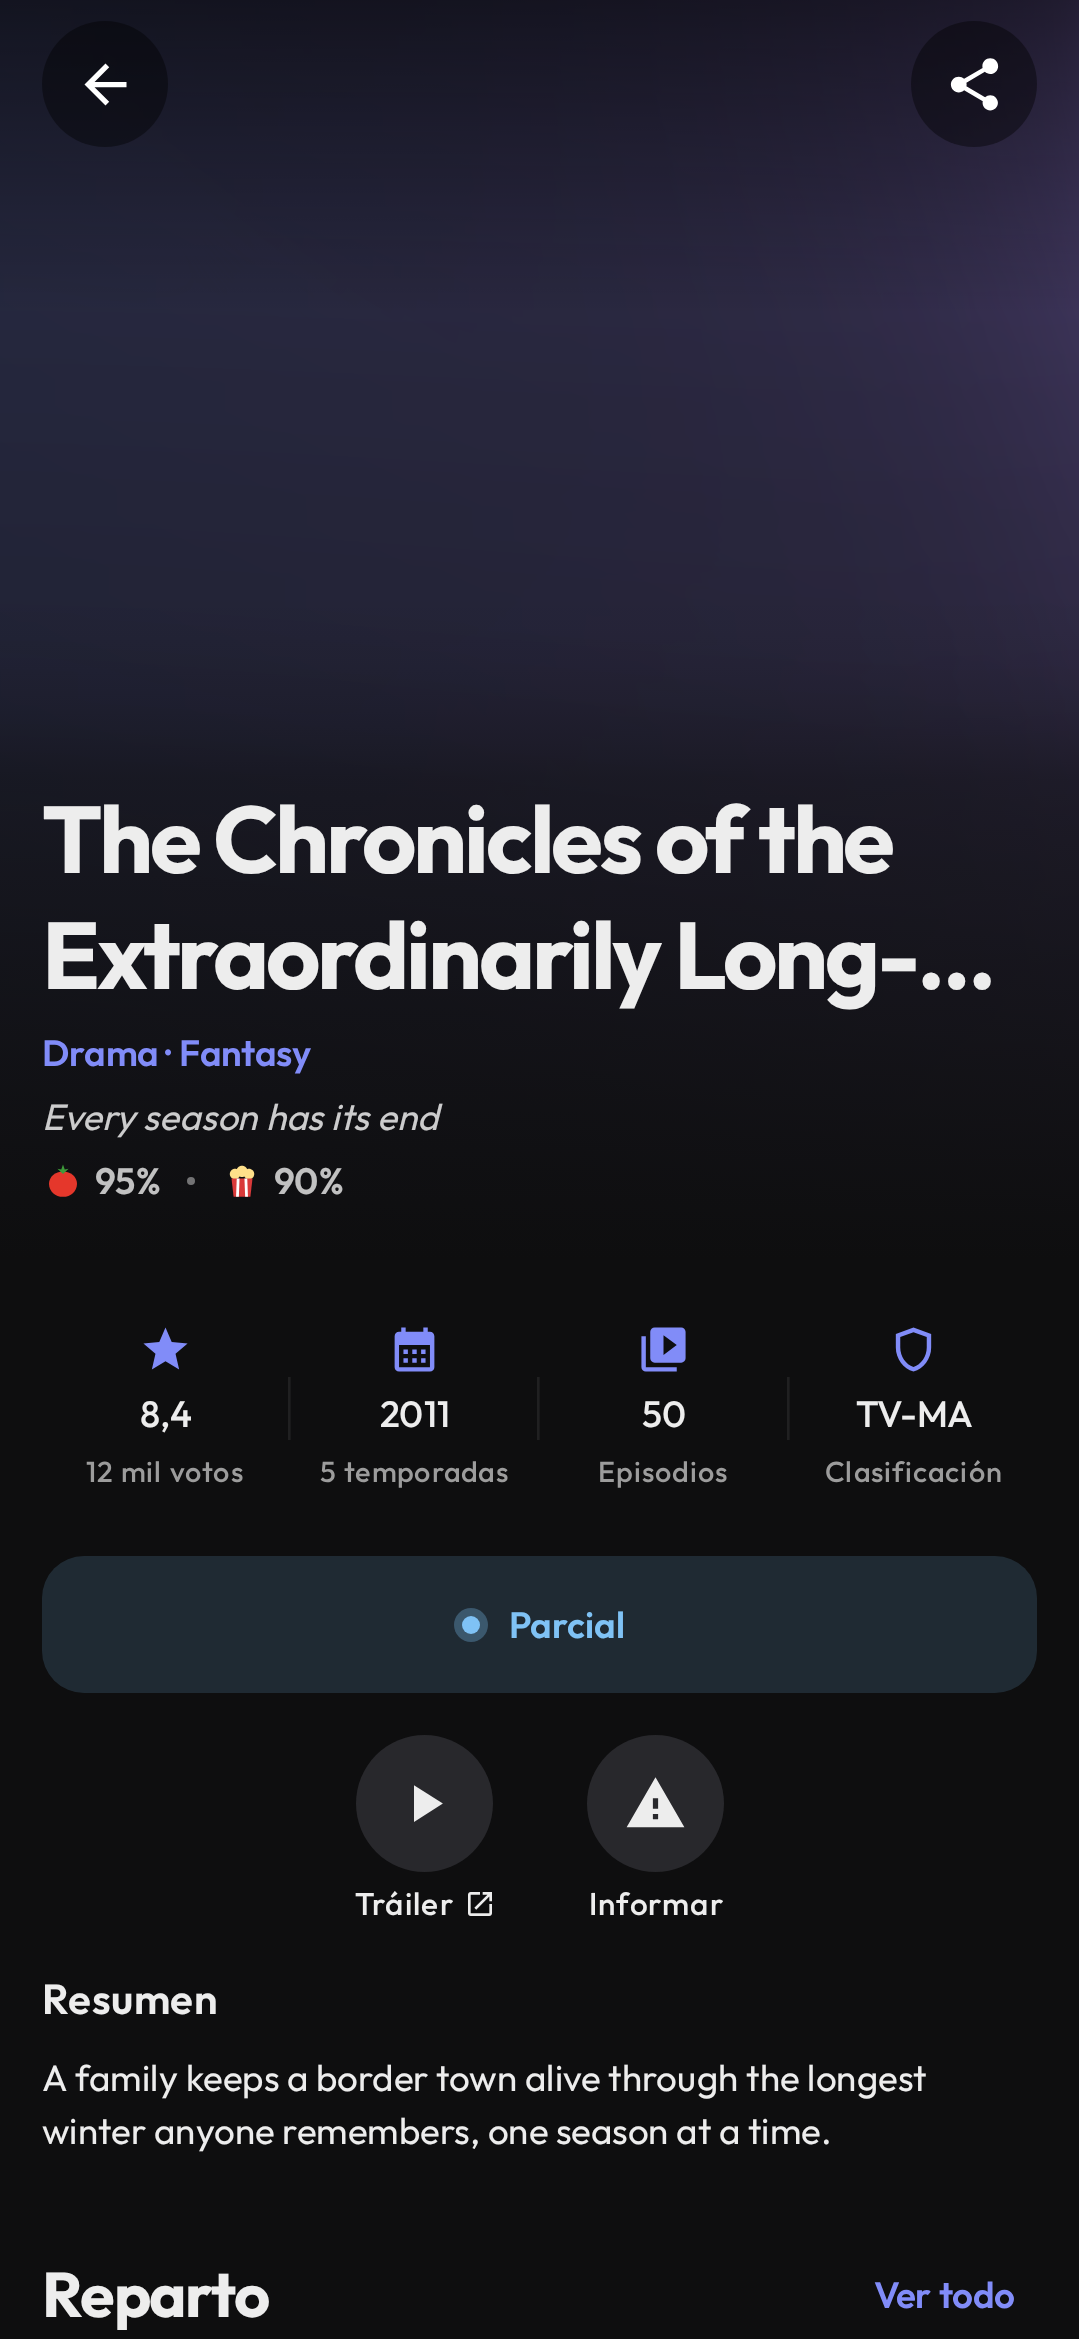 The Chronicles of the
Extraordinarily Long-...
Drama · Fantasy
Every season has its end
95% • 90%
8,4
12 mil votos
2011
5 temporadas
50
Episodios
TV-MA
Clasificación
Parcial
Tráiler
Informar
Resumen
A family keeps a border town alive through the longest
winter anyone remembers, one season at a time.
Reparto
Ver todo